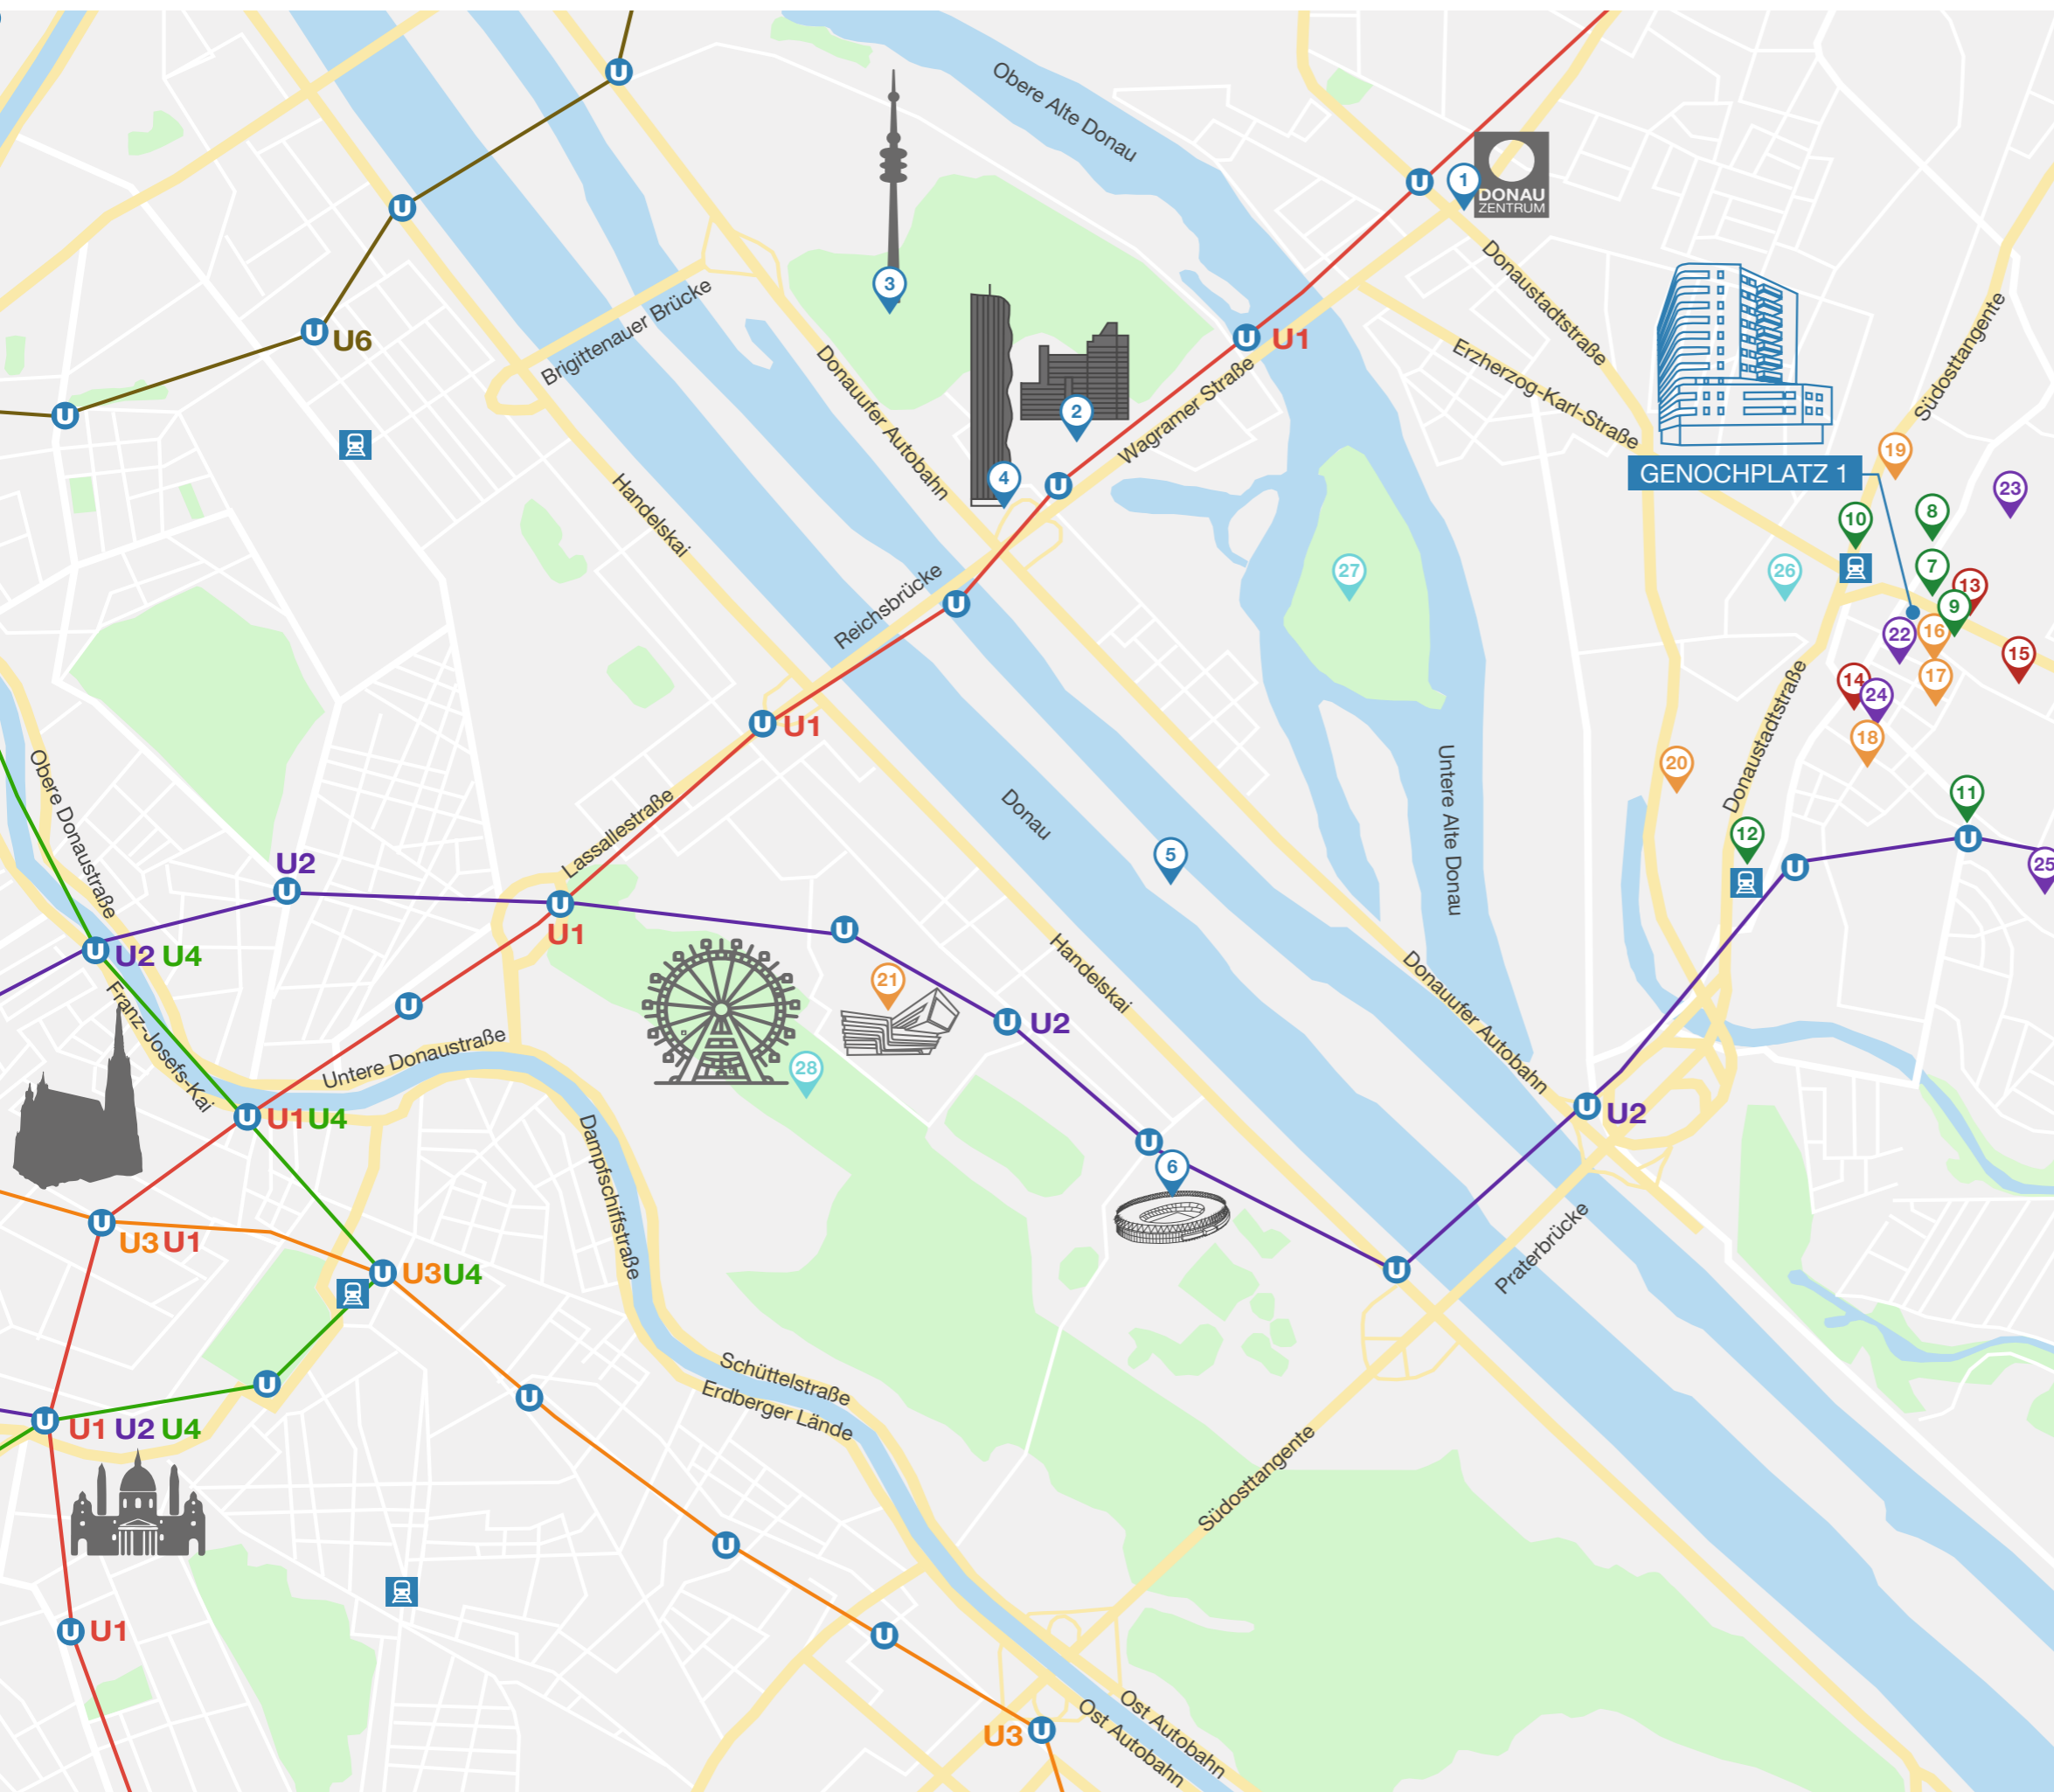 Obere Alte Donau
1
DONAU
ZENTRUM
Donaustadtstraße
3
Brigittenauer Brücke
U6
U1
Südosttangente
Erzherzog-Karl-Straße
Donauufer Autobahn
2
Wagramer Straße
4
GENOCHPLATZ 1
19
23
Handelskai
10
8
7
13
9
26
27
Reichsbrücke
22
16
15
17
14
24
18
U1
Donaustadtstraße
20
Obere Donaustraße
Donau
Untere Alte Donau
Lassallestraße
11
12
5
25
U2
U1
U2 U4
Handelskai
Donauufer Autobahn
21
Franz-Josefs-Kai
U2
Untere Donaustraße
28
U1 U4
U2
Dampfschiffstraße
6
U3 U1
U3 U4
Praterbrücke
Schüttelstraße
Erdberger Lände
U1 U2 U4
Südosttangente
U1
U3
Ost Autobahn
Ost Autobahn